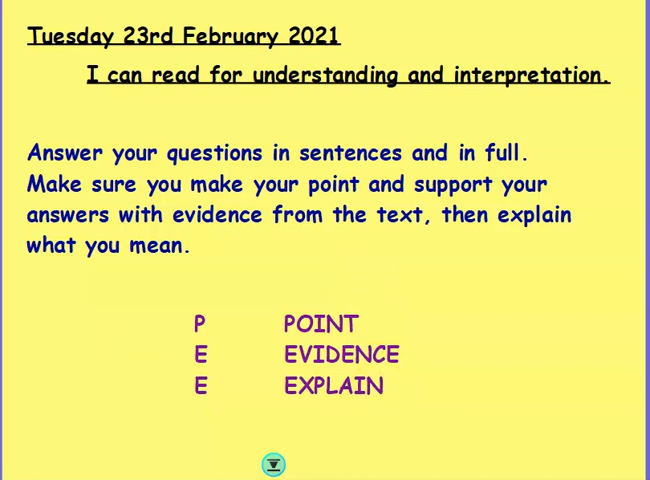 Tuesday 23rd February 2021
I can read for understanding and interpretation.
Answer your questions in sentences and in full.
Make sure you make your point and support your
answers with evidence from the text, then explain
what you mean.
P POINT
E EVIDENCE
E EXPLAIN